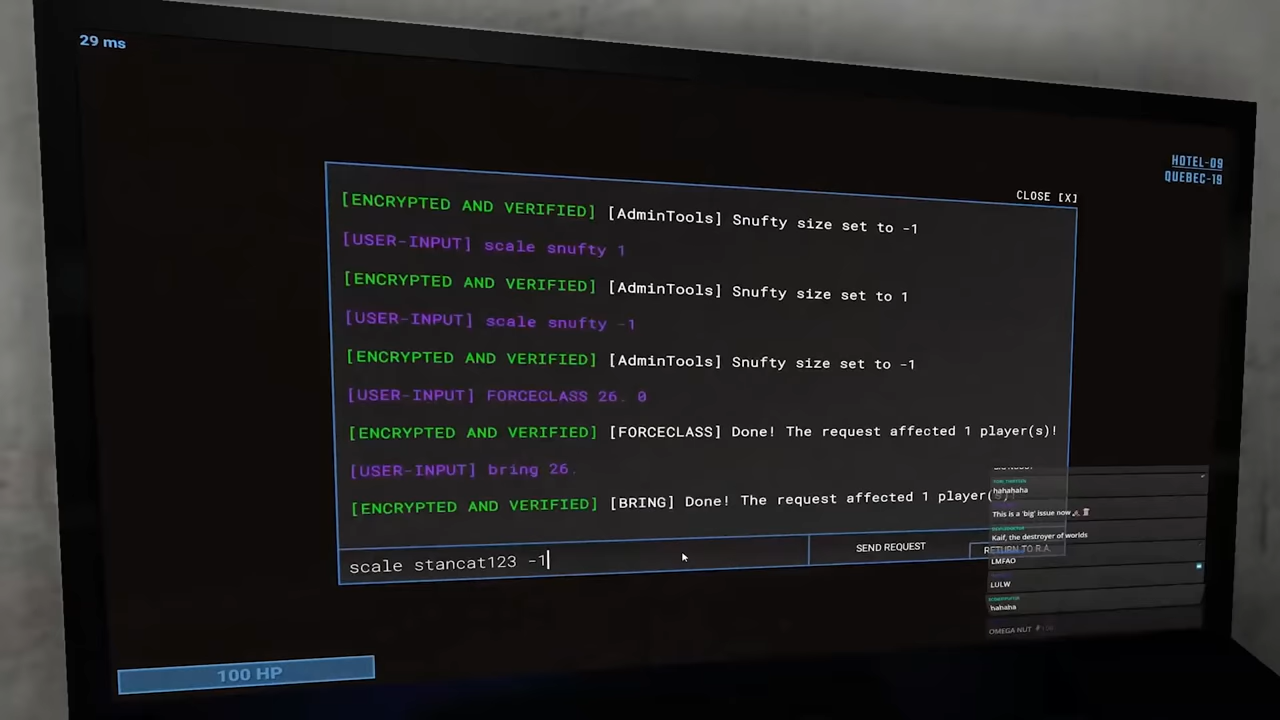 29 ms
HOTEL-09
QUEBEC-19
CLOSE [X]
[ENCRYPTED AND VERIFIED] [AdminTools] Snufty size set to -1
[USER-INPUT] scale snufty 1
[ENCRYPTED AND VERIFIED] [AdminTools] Snufty size set to 1
[USER-INPUT] scale snufty -1
[ENCRYPTED AND VERIFIED] [AdminTools] Snufty size set to -1
[USER-INPUT] FORCECLASS 26. 0
[ENCRYPTED AND VERIFIED] [FORCECLASS] Done! The request affected 1 player(s)!
[USER-INPUT] bring 26.
[ENCRYPTED AND VERIFIED] [BRING] Done! The request affected 1 player(s)!
scale stancat123 -1
SEND REQUEST
RETURN TO R.A.
hahahaha
This is a 'big' issue now
Kaif, the destroyer of worlds
LMFAO
LULW
hahaha
OMEGA NUT
100 HP